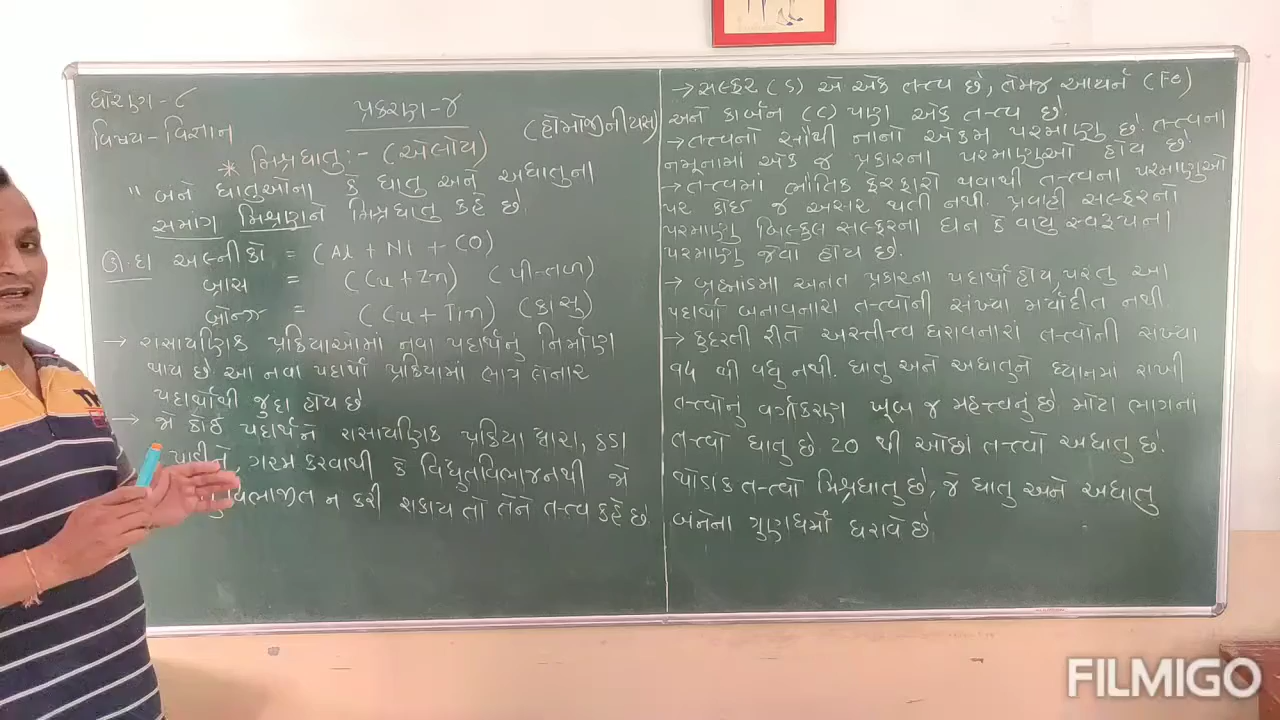 ધોરણ - ૮
વિષય - વિજ્ઞાન
પ્રકરણ - ૪
(હોમોજીનીયસ)
* મિશ્રધાતુ :- (એલોય)
" બંને ધાતુઓના કે ધાતુ અને અધાતુના
સમાંગ મિશ્રણને મિશ્રધાતુ કહે છે.
ઉ.દા અલ્નીકો = (Al + Ni + CO)
બ્રાસ = (Cu + Zn) (પીતળ)
બ્રોન્ઝ = (Cu + Tin) (કાંસુ)
→ રાસાયણિક પ્રક્રિયાઓમાં નવા પદાર્થનું નિર્માણ
થાય છે. આ નવા પદાર્થો પ્રક્રિયામાં ભાગ લેનાર
પદાર્થોથી જુદા હોય છે
→ જે કોઈ પદાર્થને રાસાયણિક પ્રક્રિયા દ્વારા, ઠંડા
ગરમ કરવાથી કે વિદ્યુતવિભાજનથી જે
વિભાજીત ન કરી શકાય તો તેને તત્ત્વ કહે છે.
→ સલ્ફર (S) એ એક તત્ત્વ છે, તેમજ આયર્ન (Fe)
અને કાર્બન (C) પણ એક તત્ત્વ છે.
→ તત્ત્વનો સૌથી નાનો એકમ પરમાણુ છે. તત્ત્વના
નમૂનામાં એક જ પ્રકારના પરમાણુઓ હોય છે
→ તત્ત્વમાં ભૌતિક ફેરફારો થવાથી તત્ત્વના પરમાણુઓ
પર કોઈ જ અસર થતી નથી. પ્રવાહી સલ્ફરનો
પરમાણુ બિલ્કુલ સલ્ફરના ઘન કે વાયુ સ્વરૂપના
પરમાણુ જેવો હોય છે.
→ બ્રહ્માંડમાં અનંત પ્રકારના પદાર્થો હોય, પરંતુ આ
પદાર્થો બનાવનારા તત્ત્વોની સંખ્યા મર્યાદીત નથી.
→ કુદરતી રીતે અસ્તીત્વ ધરાવનારાં તત્ત્વોની સંખ્યા
૧૫ થી વધુ નથી. ધાતુ અને અધાતુને ધ્યાનમાં રાખી
તત્ત્વોનું વર્ગીકરણ ખૂબ જ મહત્ત્વનું છે. મોટા ભાગનાં
તત્ત્વો ધાતુ છે. 20 થી ઓછાં તત્ત્વો અધાતુ છે.
થોડાક તત્ત્વો મિશ્રધાતુ છે, જે ધાતુ અને અધાતુ
બંનેના ગુણધર્મો ધરાવે છે
FILMIGO